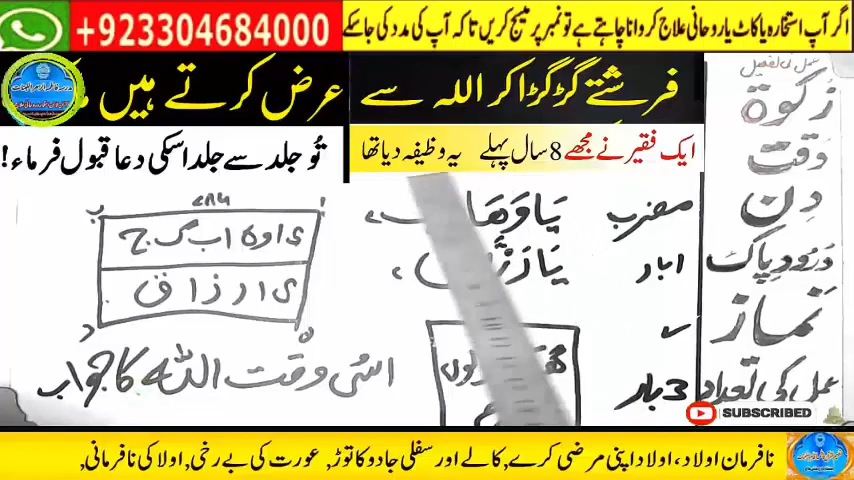 +923304684000
اگر آپ استخارہ یا کاٹ یا روحانی علاج کروانا چاہتے ہے تو نمبر پر میسج کریں تاکہ آپ کی مدد کی جا سکے
فرشتے گڑگڑا کر اللہ سے عرض کرتے ہیں
ایک فقیر نے مجھے 8 سال پہلے یہ وظیفہ دیا تھا
تُو جلد سے جلد اسکی دعا قبول فرماء!
زکوۃ
وقت
دن
درود پاک
نماز
عمل کی تعداد
مغرب
ابار
3 بار
یَا وَھَا
یَا رَزَّ
ی ا و ہ ا ب ج
ی ا ر ز ا ق
اسی وقت اللہ کا جواب
SUBSCRIBED
نافرمان اولاد، اولاد اپنی مرضی کرے, کالے اور سفلی جادو کا توڑ, عورت کی بے رخی, اولا کی نافرمانی,